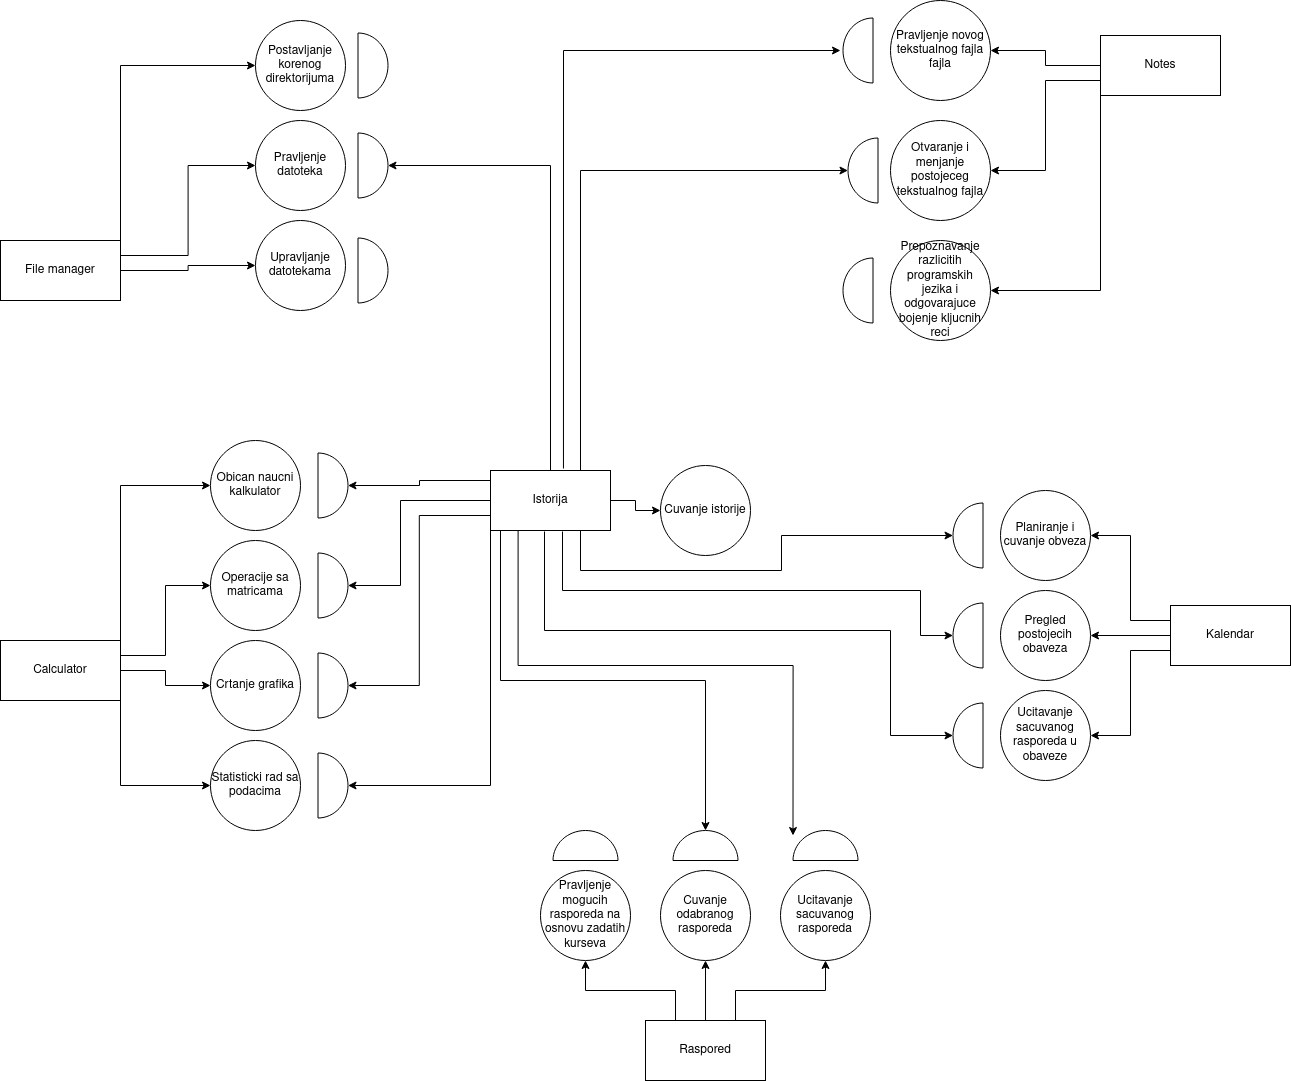 Postavljanje
korenog
direktorijuma
Pravljenje
datoteka
Upravljanje
datotekama
File manager
Pravljenje novog
tekstualnog fajla
fajla
Notes
Otvaranje i
menjanje
postojeceg
tekstualnog fajla
Prepoznavanje
razlicitih
programskih
jezika i
odgovarajuce
bojenje kljucnih
reci
Obican naucni
kalkulator
Operacije sa
matricama
Crtanje grafika
Statisticki rad sa
podacima
Calculator
Istorija
Cuvanje istorije
Planiranje i
cuvanje obveza
Pregled
postojecih
obaveza
Ucitavanje
sacuvanog
rasporeda u
obaveze
Kalendar
Pravljenje
mogucih
rasporeda na
osnovu zadatih
kurseva
Cuvanje
odabranog
rasporeda
Ucitavanje
sacuvanog
rasporeda
Raspored